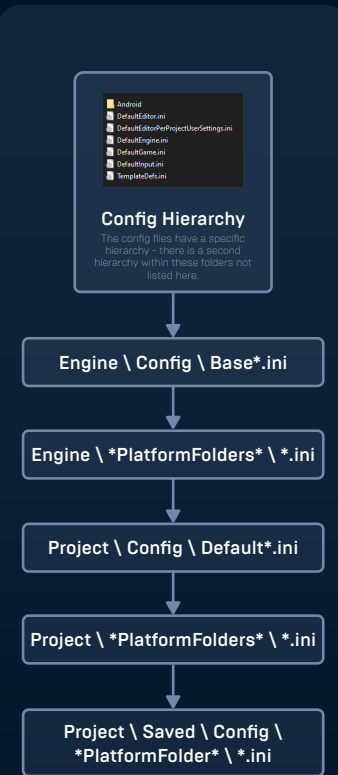 Android
DefaultEditor.ini
DefaultEditorPerProjectUserSettings.ini
DefaultEngine.ini
DefaultGame.ini
DefaultInput.ini
TemplateDefs.ini
Config Hierarchy
The config files have a specific
hierarchy - there is a second
hierarchy within these folders not
listed here.
Engine \ Config \ Base*.ini
Engine \ *PlatformFolders* \ *.ini
Project \ Config \ Default*.ini
Project \ *PlatformFolders* \ *.ini
Project \ Saved \ Config \
*PlatformFolder* \ *.ini